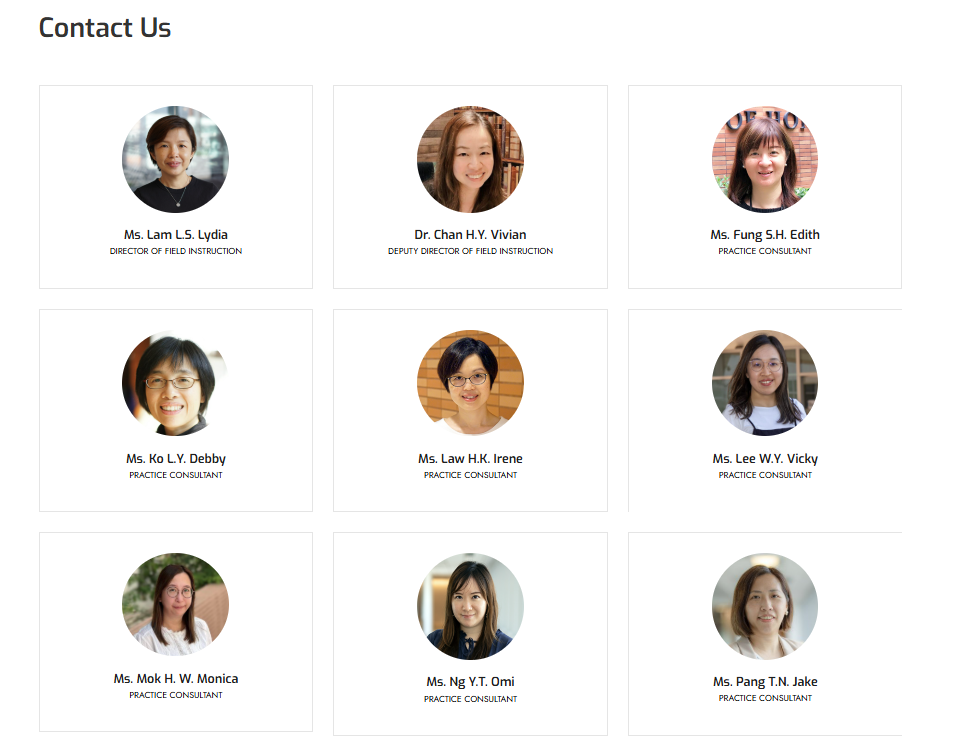 Contact Us
Ms. Lam L.S. Lydia
DIRECTOR OF FIELD INSTRUCTION
Dr. Chan H.Y. Vivian
DEPUTY DIRECTOR OF FIELD INSTRUCTION
Ms. Fung S.H. Edith
PRACTICE CONSULTANT
Ms. Ko L.Y. Debby
PRACTICE CONSULTANT
Ms. Law H.K. Irene
PRACTICE CONSULTANT
Ms. Lee W.Y. Vicky
PRACTICE CONSULTANT
Ms. Mok H. W. Monica
PRACTICE CONSULTANT
Ms. Ng Y.T. Omi
PRACTICE CONSULTANT
Ms. Pang T.N. Jake
PRACTICE CONSULTANT